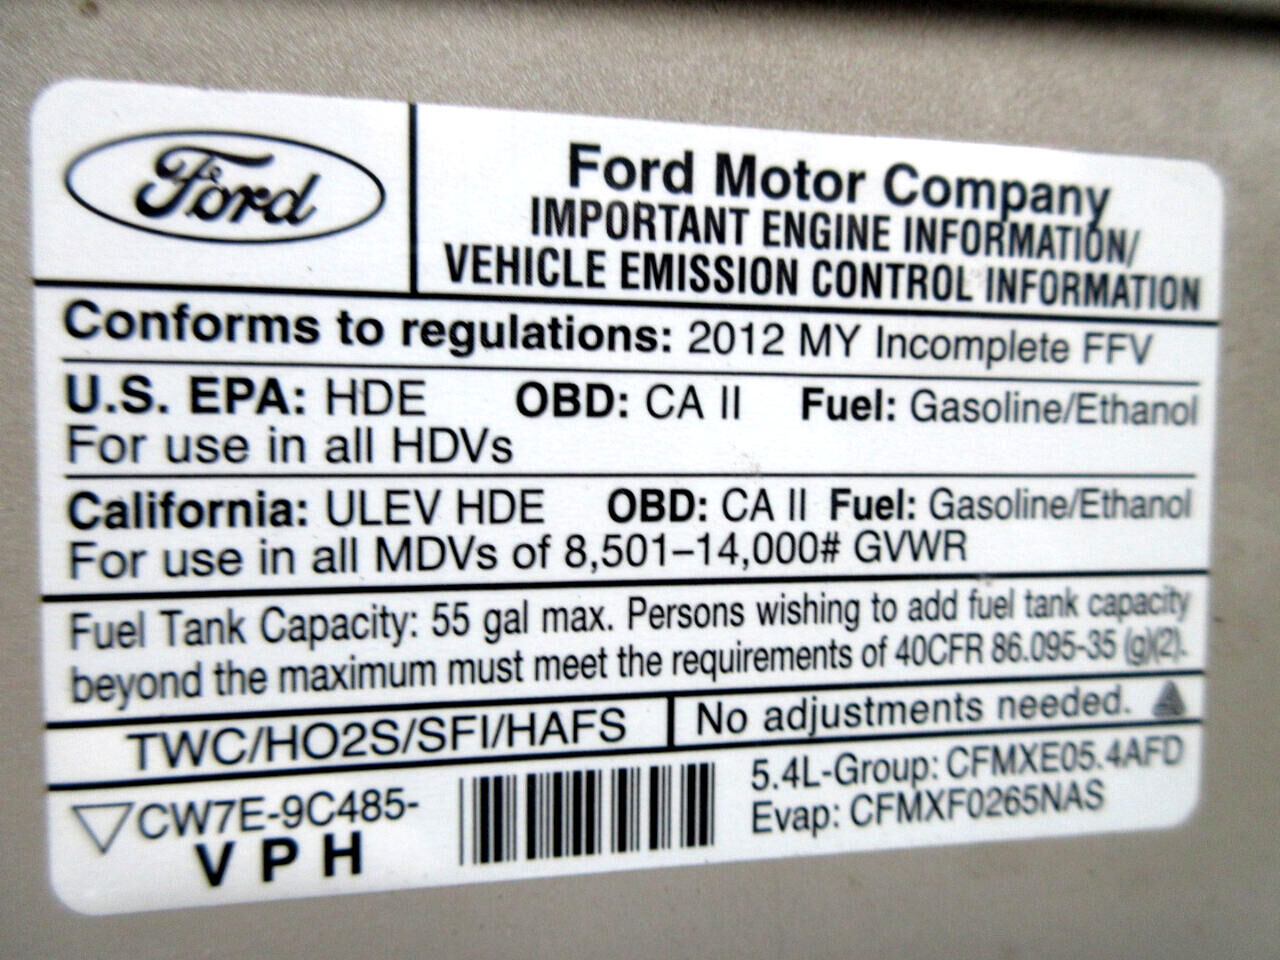 Ford
Ford Motor Company
IMPORTANT ENGINE INFORMATION/
VEHICLE EMISSION CONTROL INFORMATION
Conforms to regulations: 2012 MY Incomplete FFV
U.S. EPA: HDE OBD: CA II Fuel: Gasoline/Ethanol
For use in all HDVs
California: ULEV HDE OBD: CA II Fuel: Gasoline/Ethanol
For use in all MDVs of 8,501–14,000# GVWR
Fuel Tank Capacity: 55 gal max. Persons wishing to add fuel tank capacity
beyond the maximum must meet the requirements of 40CFR 86.095-35 (g)(2).
TWC/HO2S/SFI/HAFS No adjustments needed.
CW7E-9C485-
VPH
5.4L-Group: CFMXE05.4AFD
Evap: CFMXF0265NAS